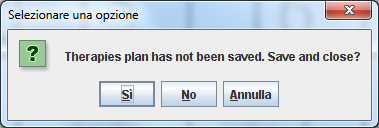 Selezionare una opzione
Therapies plan has not been saved. Save and close?
Sì
No
Annulla